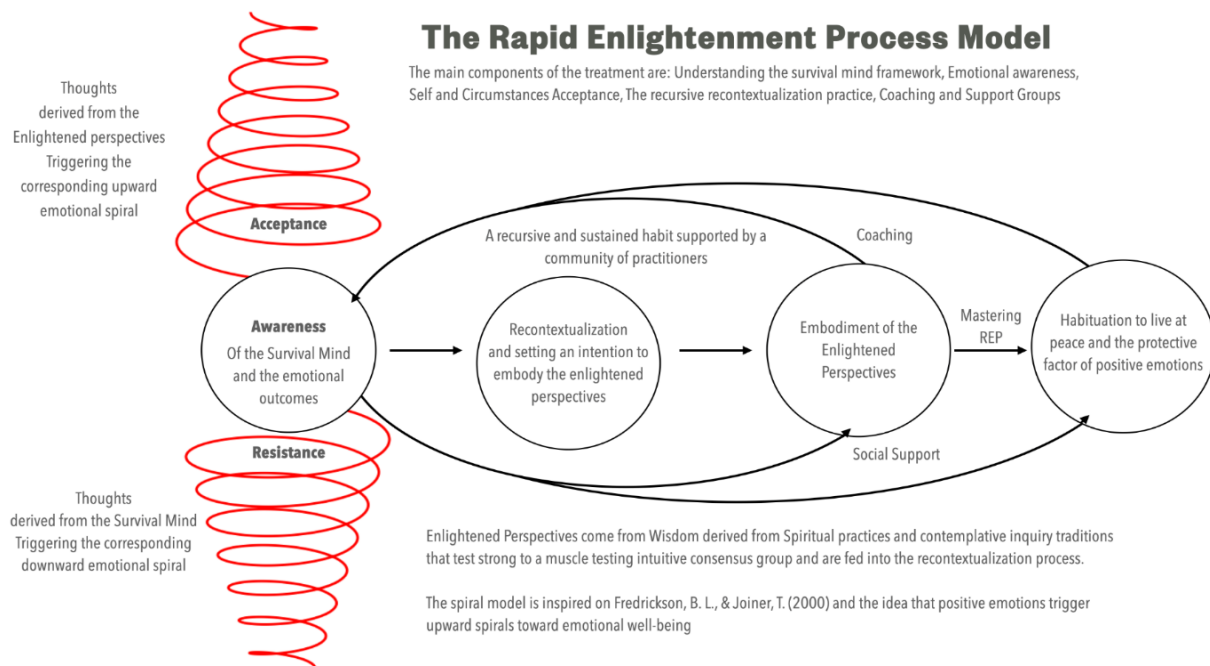 The Rapid Enlightenment Process Model
The main components of the treatment are: Understanding the survival mind framework, Emotional awareness,
Self and Circumstances Acceptance, The recursive recontextualization practice, Coaching and Support Groups
Thoughts
derived from the
Enlightened perspectives
Triggering the
corresponding upward
emotional spiral
Acceptance
A recursive and sustained habit supported by a
community of practitioners
Coaching
Awareness
Of the Survival Mind
and the emotional
outcomes
Recontextualization
and setting an intention to
embody the enlightened
perspectives
Embodiment of the
Enlightened
Perspectives
Mastering
REP
Habituation to live at
peace and the protective
factor of positive emotions
Resistance
Social Support
Thoughts
derived from the Survival Mind
Triggering the corresponding
downward emotional spiral
Enlightened Perspectives come from Wisdom derived from Spiritual practices and contemplative inquiry traditions
that test strong to a muscle testing intuitive consensus group and are fed into the recontextualization process.
The spiral model is inspired on Fredrickson, B. L., & Joiner, T. (2000) and the idea that positive emotions trigger
upward spirals toward emotional well-being